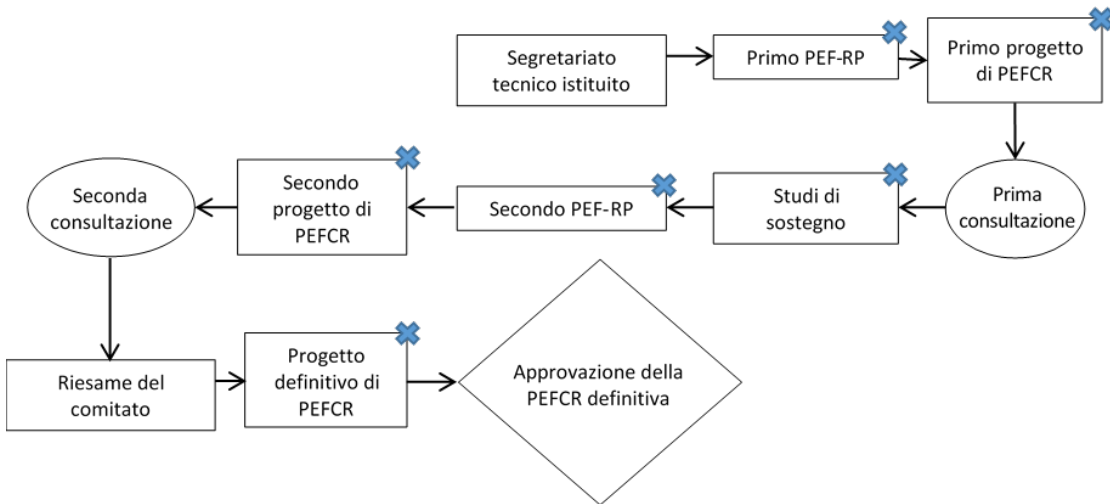 Segretariato
tecnico istituito
Primo PEF-RP
Primo progetto
di PEFCR
Prima
consultazione
Studi di
sostegno
Secondo PEF-RP
Secondo
progetto di
PEFCR
Seconda
consultazione
Riesame del
comitato
Progetto
definitivo di
PEFCR
Approvazione della
PEFCR definitiva